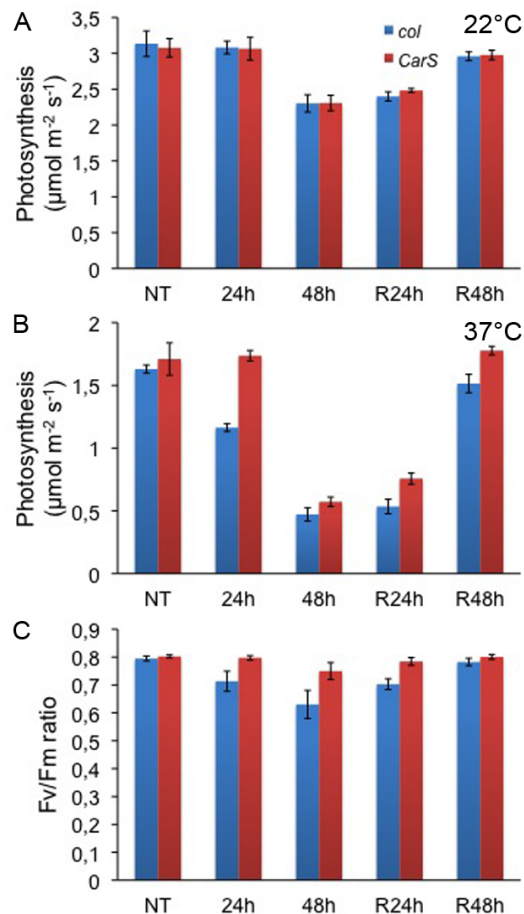 A
22°C
col
CarS
Photosynthesis
(µmol m-2 s-1)
3,5
3
2,5
2
1,5
1
0,5
0
NT 24h 48h R24h R48h
B
37°C
Photosynthesis
(µmol m-2 s-1)
2
1,5
1
0,5
0
NT 24h 48h R24h R48h
C
Fv/Fm ratio
0,9
0,8
0,7
0,6
0,5
0,4
0,3
0,2
0,1
0
NT 24h 48h R24h R48h